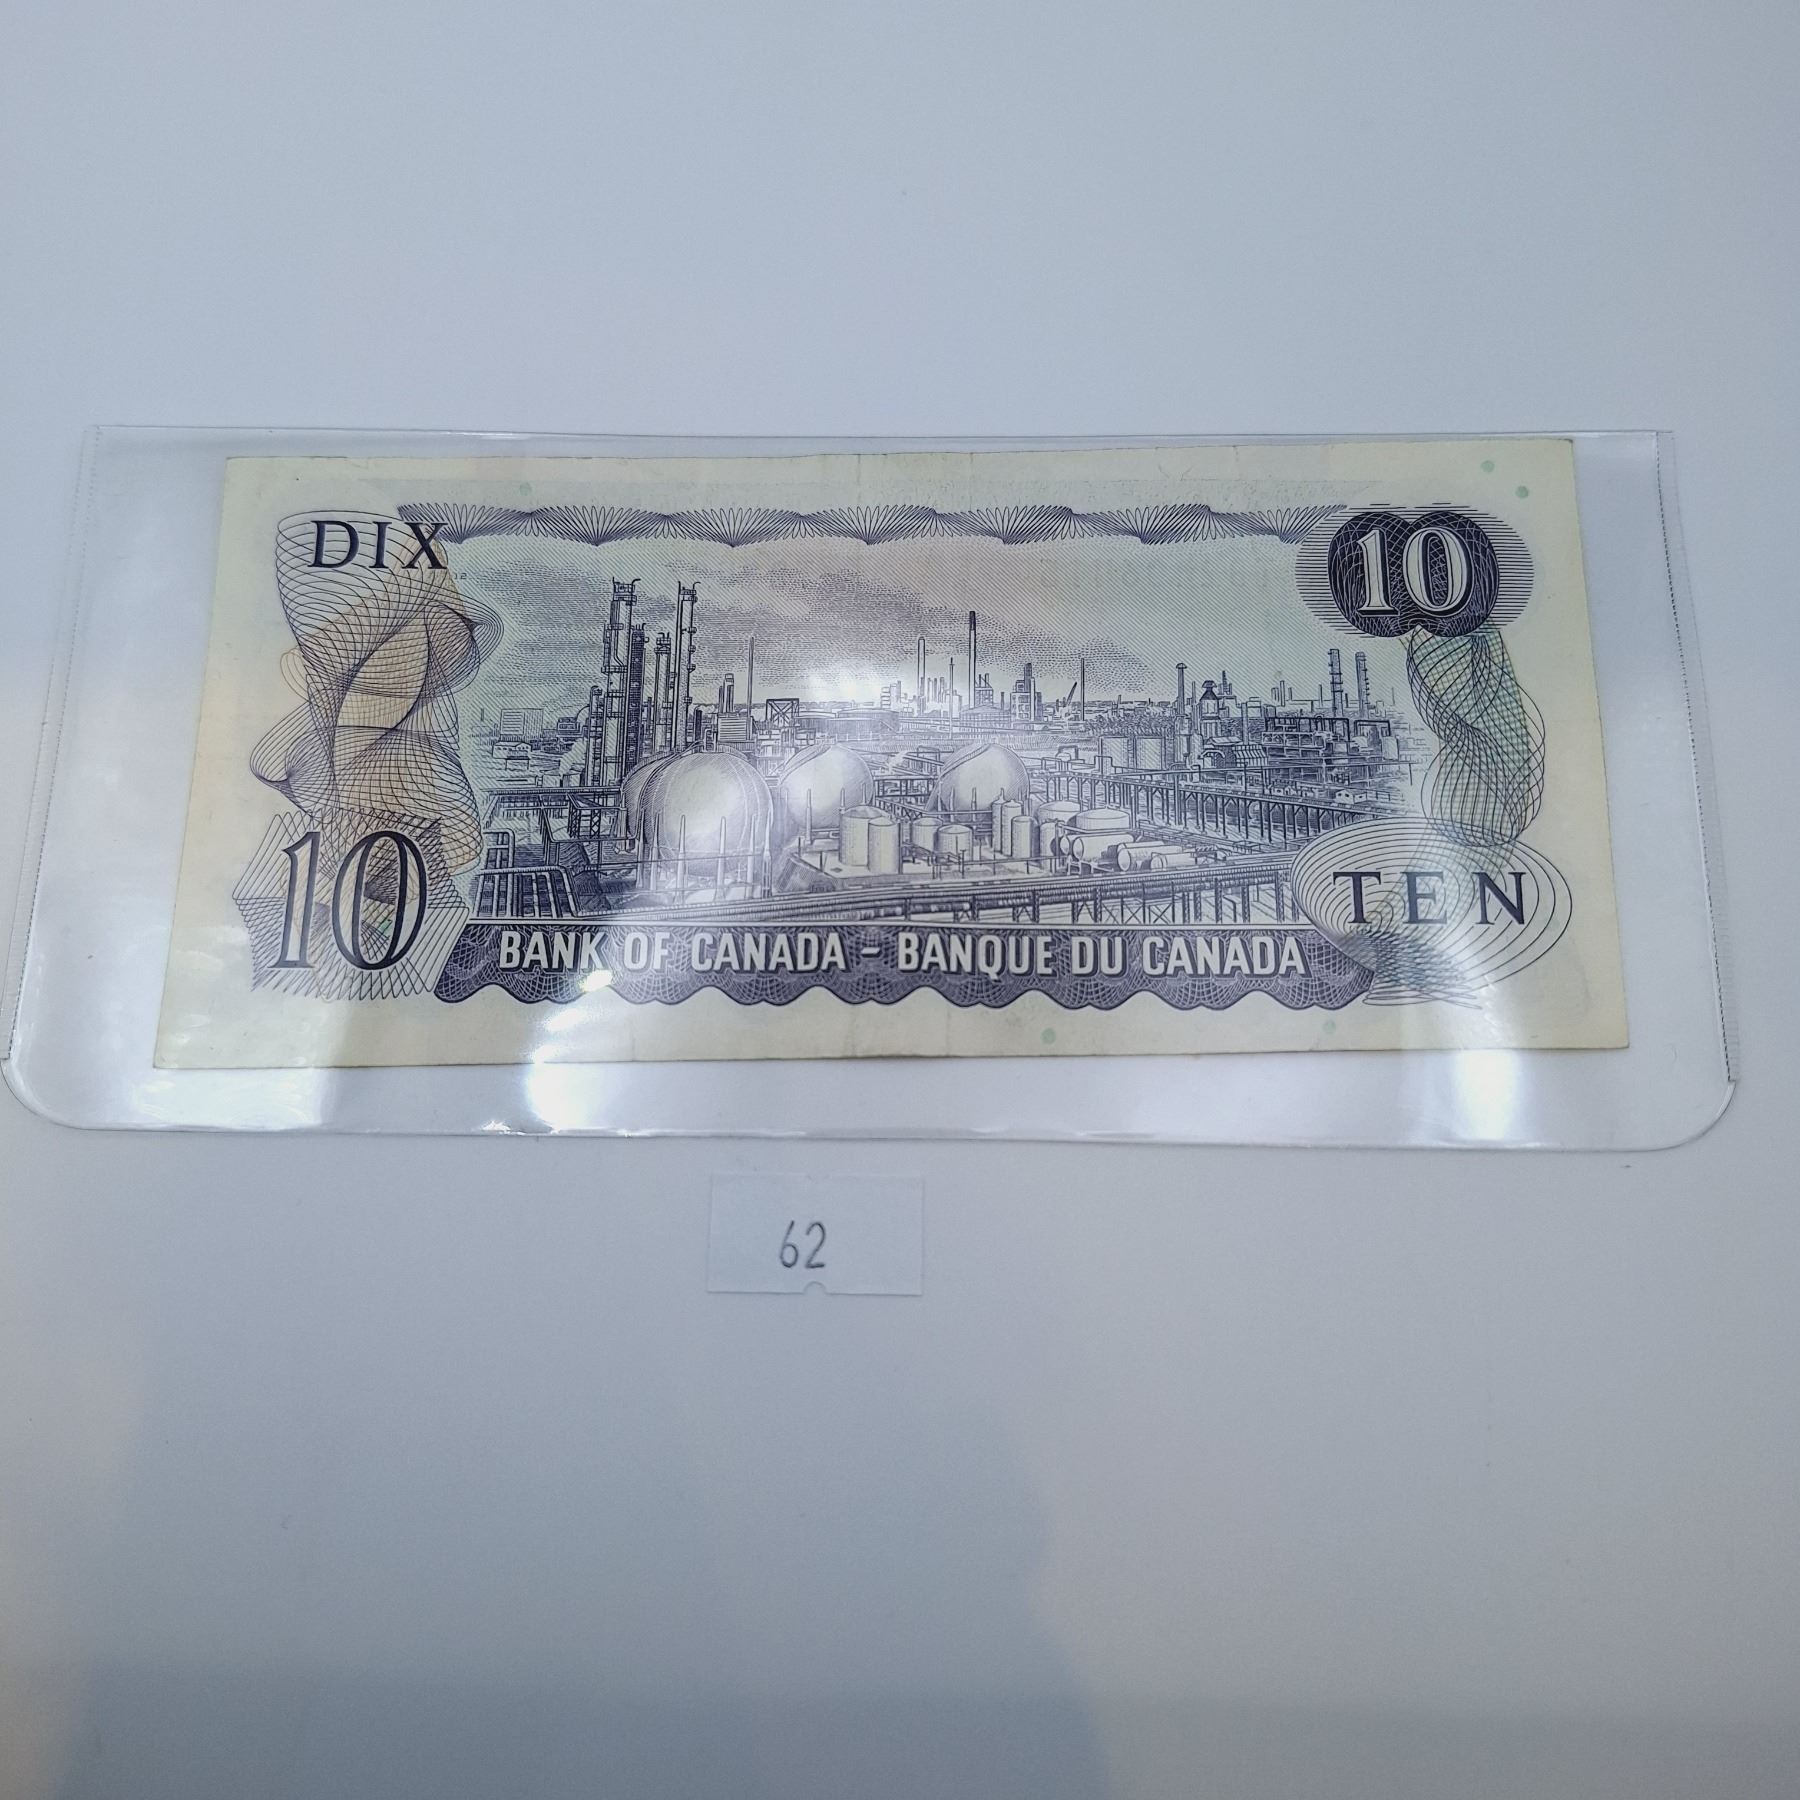 DIX
10
10
TEN
BANK OF CANADA - BANQUE DU CANADA
62